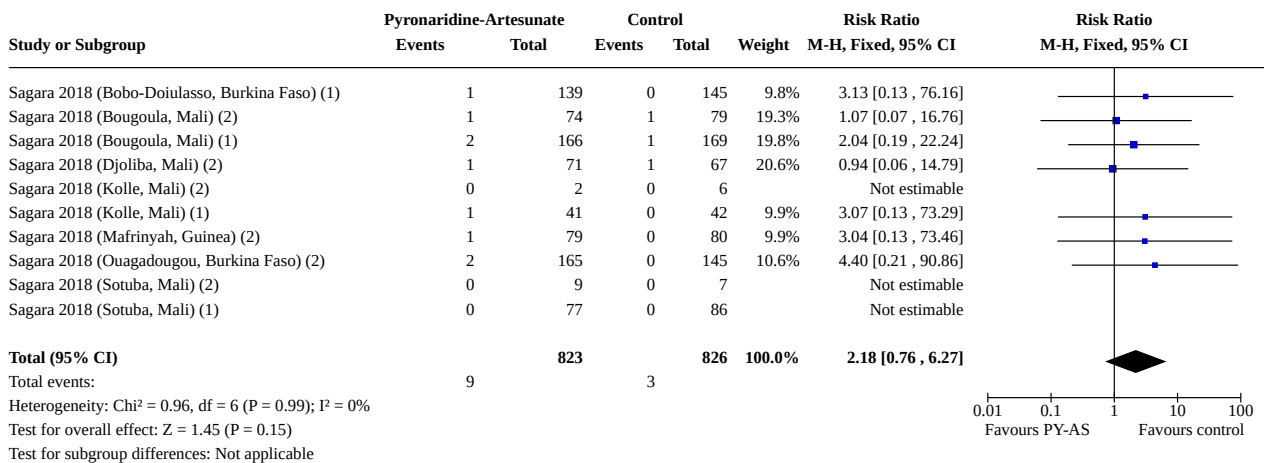 Pyronaridine-Artesunate Control Risk Ratio Risk Ratio
Study or Subgroup Events Total Events Total Weight M-H, Fixed, 95% CI M-H, Fixed, 95% CI
Sagara 2018 (Bobo-Doiulasso, Burkina Faso) (1) 1 139 0 145 9.8% 3.13 [0.13 , 76.16]
Sagara 2018 (Bougoula, Mali) (2) 1 74 1 79 19.3% 1.07 [0.07 , 16.76]
Sagara 2018 (Bougoula, Mali) (1) 2 166 1 169 19.8% 2.04 [0.19 , 22.24]
Sagara 2018 (Djoliba, Mali) (2) 1 71 1 67 20.6% 0.94 [0.06 , 14.79]
Sagara 2018 (Kolle, Mali) (2) 0 2 0 6 Not estimable
Sagara 2018 (Kolle, Mali) (1) 1 41 0 42 9.9% 3.07 [0.13 , 73.29]
Sagara 2018 (Mafrinyah, Guinea) (2) 1 79 0 80 9.9% 3.04 [0.13 , 73.46]
Sagara 2018 (Ouagadougou, Burkina Faso) (2) 2 165 0 145 10.6% 4.40 [0.21 , 90.86]
Sagara 2018 (Sotuba, Mali) (2) 0 9 0 7 Not estimable
Sagara 2018 (Sotuba, Mali) (1) 0 77 0 86 Not estimable
Total (95% CI) 823 826 100.0% 2.18 [0.76 , 6.27]
Total events: 9 3
Heterogeneity: Chi² = 0.96, df = 6 (P = 0.99); I² = 0%
Test for overall effect: Z = 1.45 (P = 0.15)
Test for subgroup differences: Not applicable
0.01 0.1 1 10 100
Favours PY-AS Favours control